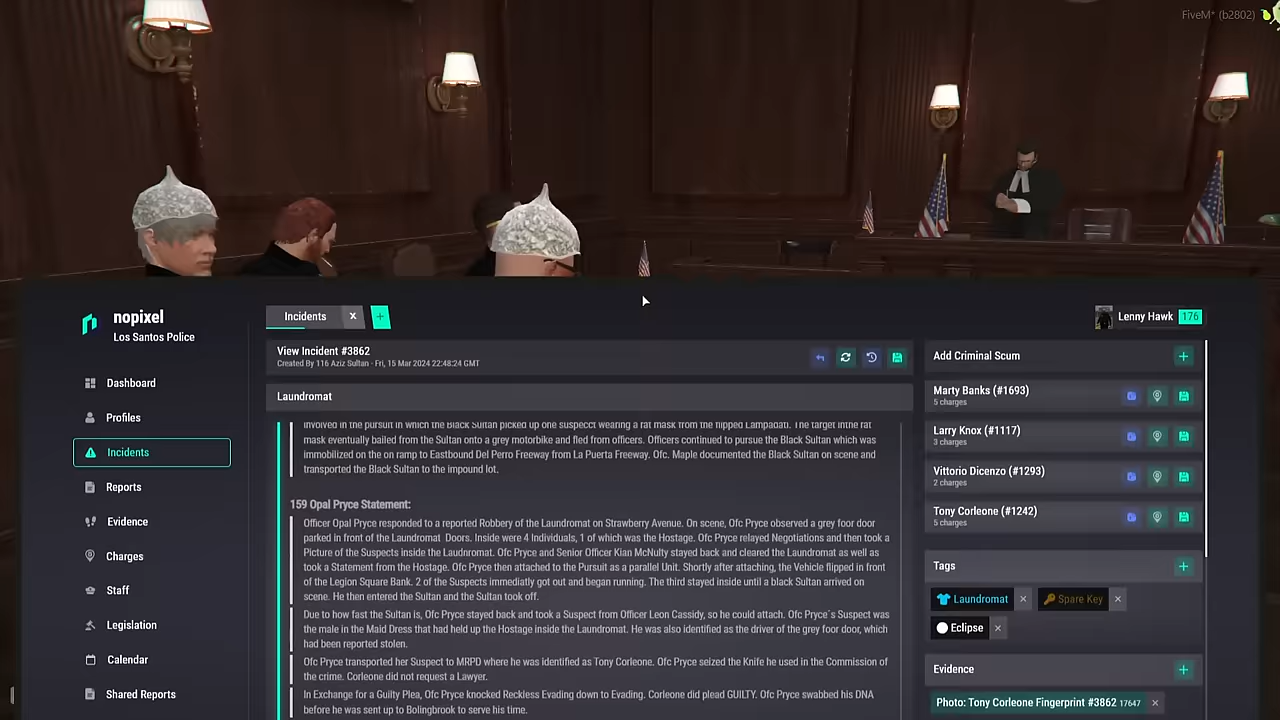 FiveM* (b2802)
nopixel
Los Santos Police
Dashboard
Profiles
Incidents
Reports
Evidence
Charges
Staff
Legislation
Calendar
Shared Reports
Incidents x +
Lenny Hawk 176
View Incident #3862
Created By 116 Aziz Sultan - Fri, 15 Mar 2024 22:48:24 GMT
Laundromat
involved in the pursuit in which the Black Sultan picked up one suspecct wearing a rat mask from the flipped Lampadati. The target inthe rat
mask eventually bailed from the Sultan onto a grey motorbike and fled from officers. Officers continued to pursue the Black Sultan which was
immobilized on the on ramp to Eastbound Del Perro Freeway from La Puerta Freeway. Ofc. Maple documented the Black Sultan on scene and
transported the Black Sultan to the impound lot.
159 Opal Pryce Statement:
Officer Opal Pryce responded to a reported Robbery of the Laundromat on Strawberry Avenue. On scene, Ofc Pryce observed a grey foor door
parked in front of the Laundromat Doors. Inside were 4 Individuals, 1 of which was the Hostage. Ofc Pryce relayed Negotiations and then took a
Picture of the Suspects inside the Laudnromat. Ofc Pryce and Senior Officer Kian McNulty stayed back and cleared the Laundromat as well as
took a Statement from the Hostage. Ofc Pryce then attached to the Pursuit as a parallel Unit. Shortly after attaching, the Vehicle flipped in front
of the Legion Square Bank. 2 of the Suspects immediatly got out and began running. The third stayed inside until a black Sultan arrived on
scene. He then entered the Sultan and the Sultan took off.
Due to how fast the Sultan is, Ofc Pryce stayed back and took a Suspect from Officer Leon Cassidy, so he could attach. Ofc Pryce´s Suspect was
the male in the Maid Dress that had held up the Hostage inside the Laundromat. He was also identified as the driver of the grey foor door, which
had been reported stolen.
Ofc Pryce transported her Suspect to MRPD where he was identified as Tony Corleone. Ofc Pryce seized the Knife he used in the Commission of
the crime. Corleone did not request a Lawyer.
In Exchange for a Guilty Plea, Ofc Pryce knocked Reckless Evading down to Evading. Corleone did plead GUILTY. Ofc Pryce swabbed his DNA
before he was sent up to Bolingbrook to serve his time.
Add Criminal Scum +
Marty Banks (#1693)
5 charges
Larry Knox (#1117)
3 charges
Vittorio Dicenzo (#1293)
2 charges
Tony Corleone (#1242)
5 charges
Tags +
Laundromat x Spare Key x
Eclipse x
Evidence +
Photo: Tony Corleone Fingerprint #3862 17647 x